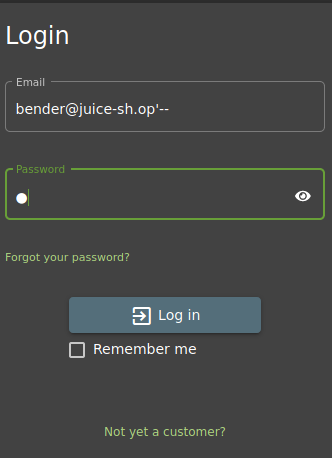 Login
Email
bender@juice-sh.op'--
Password
Forgot your password?
Log in
Remember me
Not yet a customer?